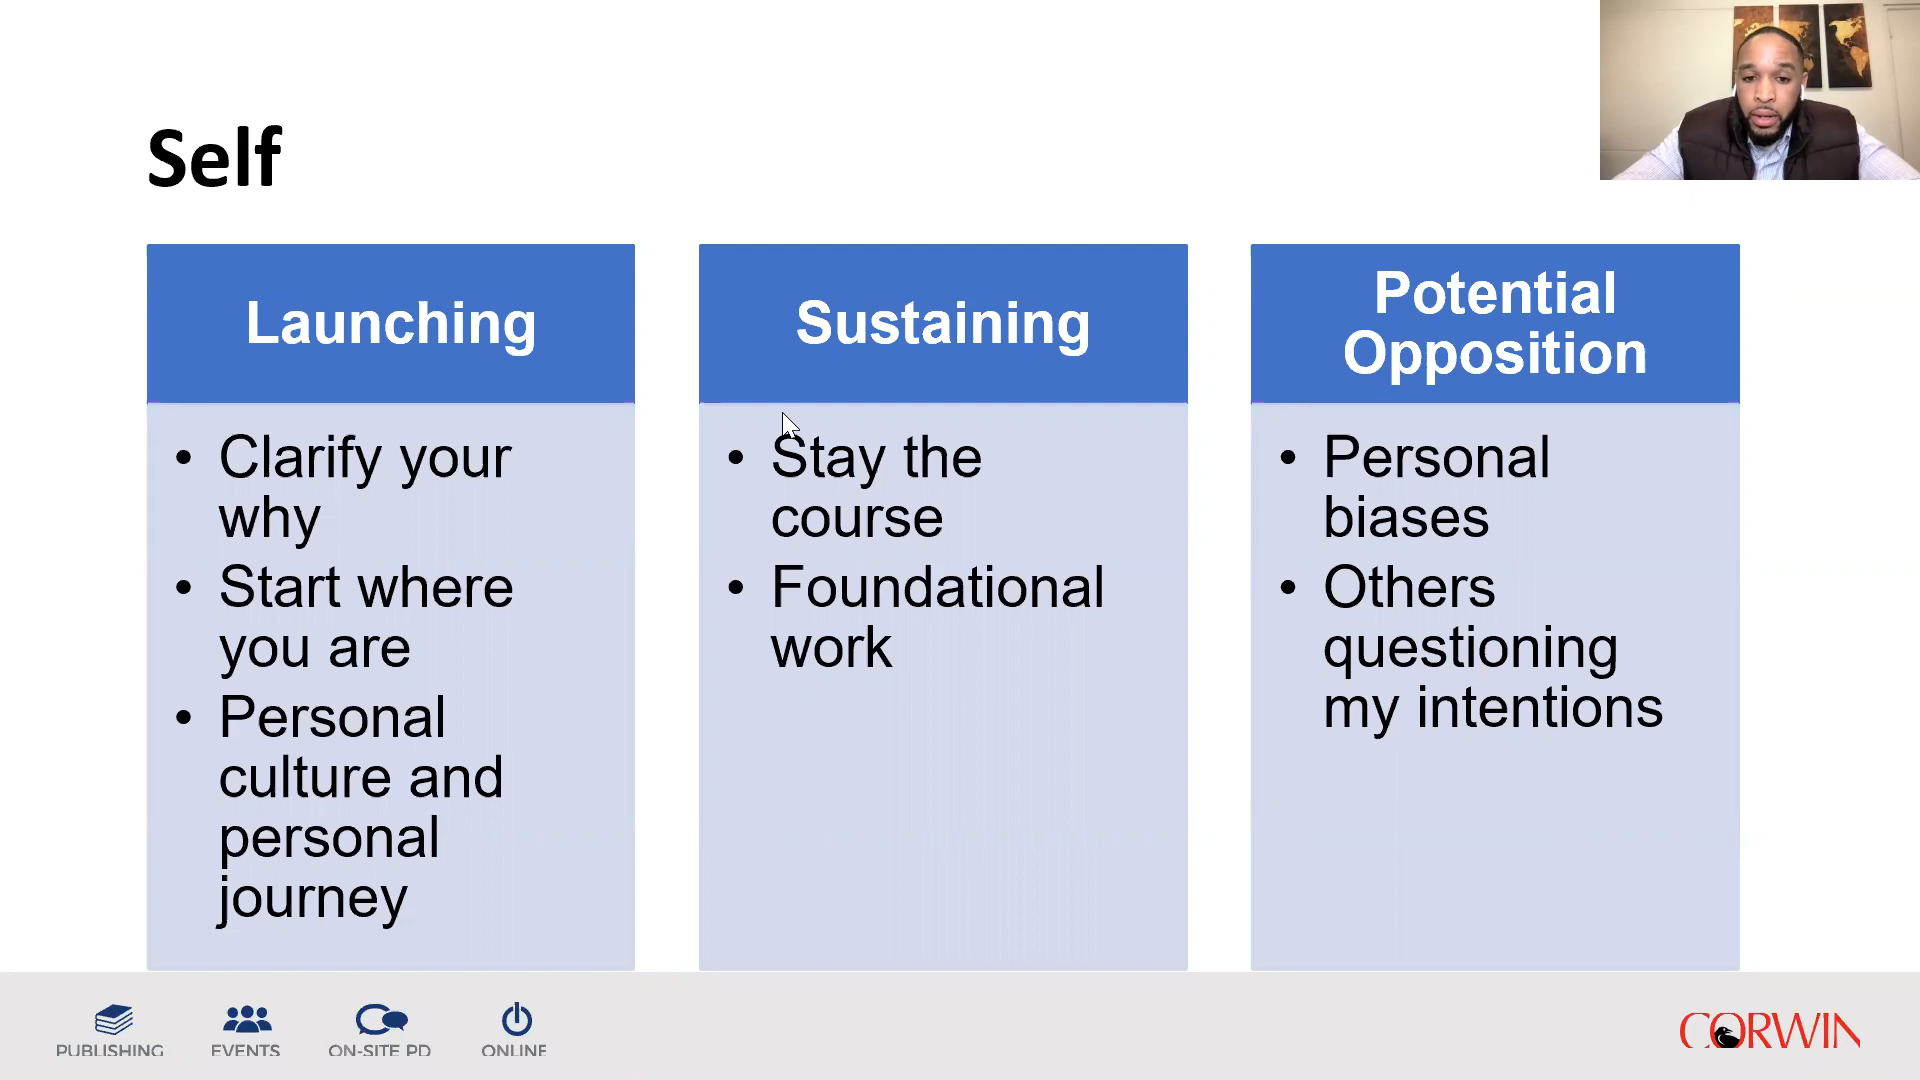 Self
Launching
• Clarify your
why
• Start where
you are
• Personal
culture and
personal
journey
Sustaining
• Stay the
course
• Foundational
work
Potential
Opposition
• Personal
biases
• Others
questioning
my intentions
PUBLISHING
EVENTS
ON-SITE PD
ONLINE
CORWIN